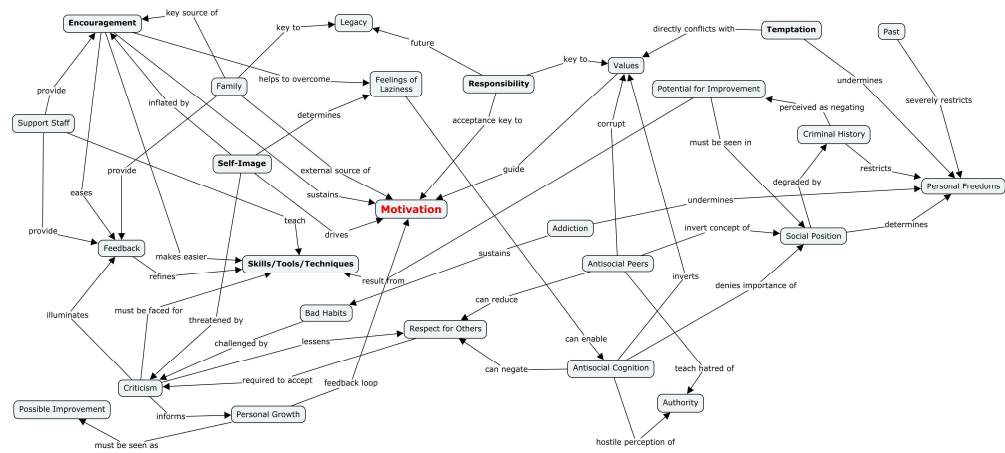 key source of
Legacy
Encouragement
key to
directly conflicts with
Temptation
Past
future
Values
helps to overcome
Feelings of
Laziness
Family
Responsibility
key to
undermines
Potential for Improvement
provide
inflated by
perceived as negating
severely restricts
determines
acceptance key to
Support Staff
corrupt
Criminal History
must be seen in
provide
Self-Image
external source of
guide
restricts
degraded by
Personal Freedoms
eases
sustains
undermines
Motivation
teach
provide
drives
Addiction
invert concept of
determines
Feedback
Social Position
makes easier
sustains
Skills/Tools/Techniques
Antisocial Peers
refines
result from
inverts
denies importance of
must be faced for
can reduce
illuminates
Bad Habits
threatened by
Respect for Others
challenged by
lessens
can enable
Antisocial Cognition
can negate
teach hatred of
required to accept
feedback loop
Criticism
Authority
Possible Improvement
informs
Personal Growth
must be seen as
hostile perception of